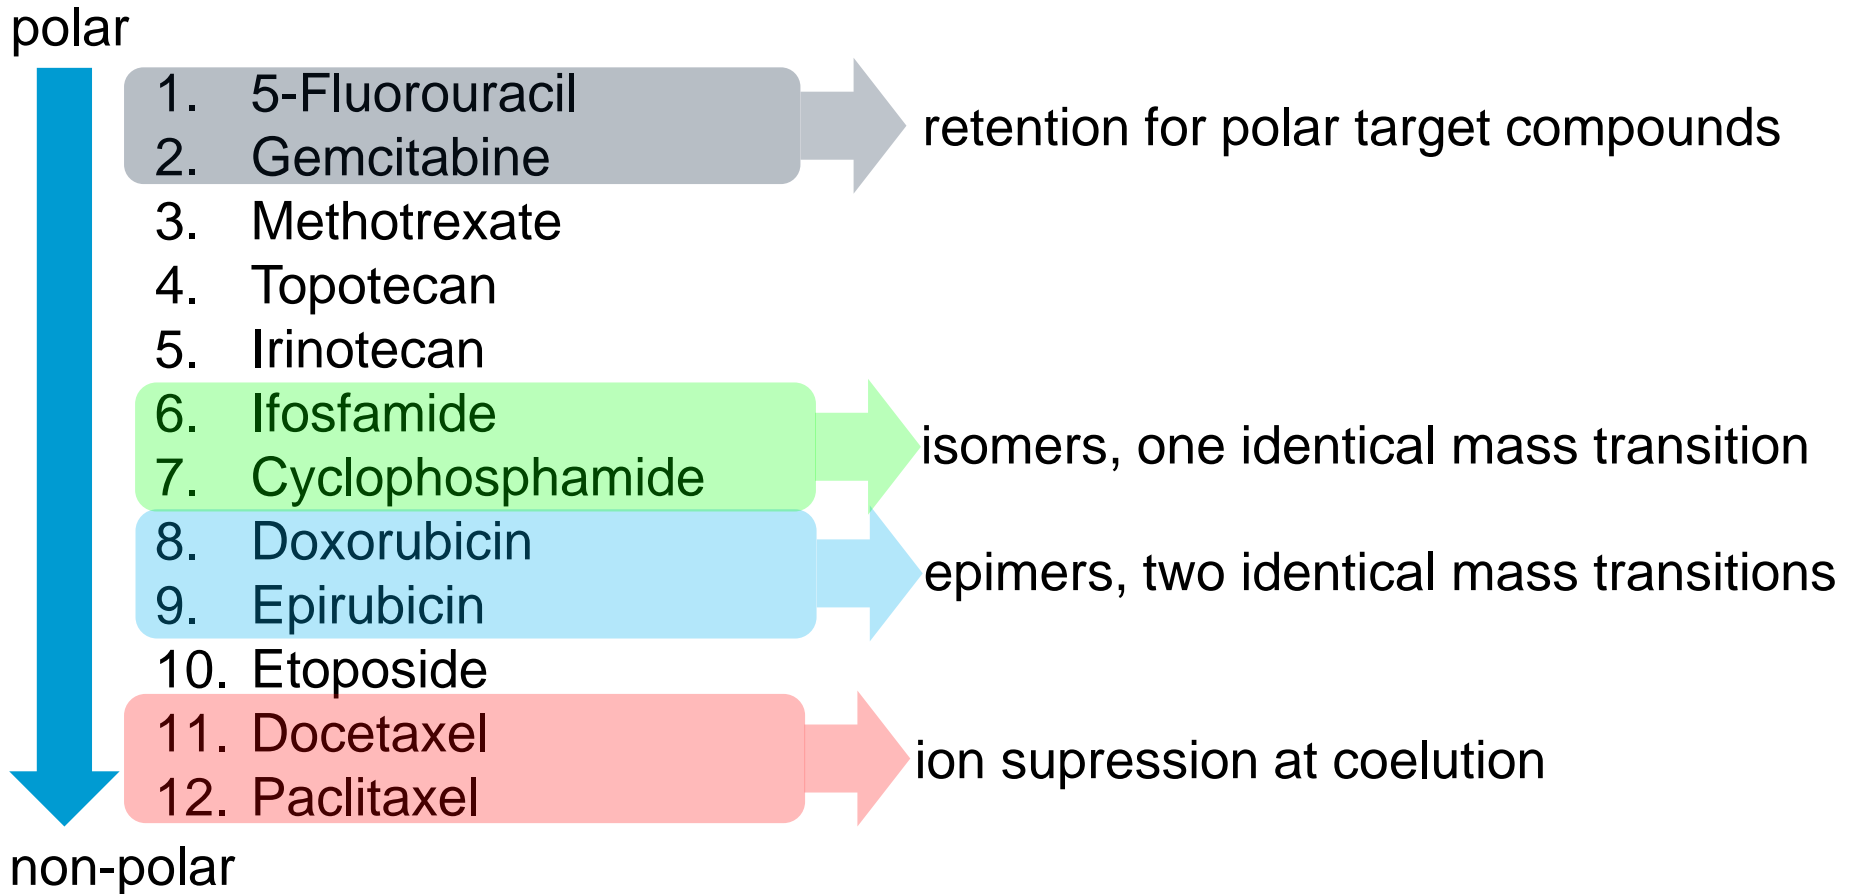 polar
1. 5-Fluorouracil
2. Gemcitabine
retention for polar target compounds
3. Methotrexate
4. Topotecan
5. Irinotecan
6. Ifosfamide
7. Cyclophosphamide
isomers, one identical mass transition
8. Doxorubicin
9. Epirubicin
epimers, two identical mass transitions
10. Etoposide
11. Docetaxel
12. Paclitaxel
ion supression at coelution
non-polar